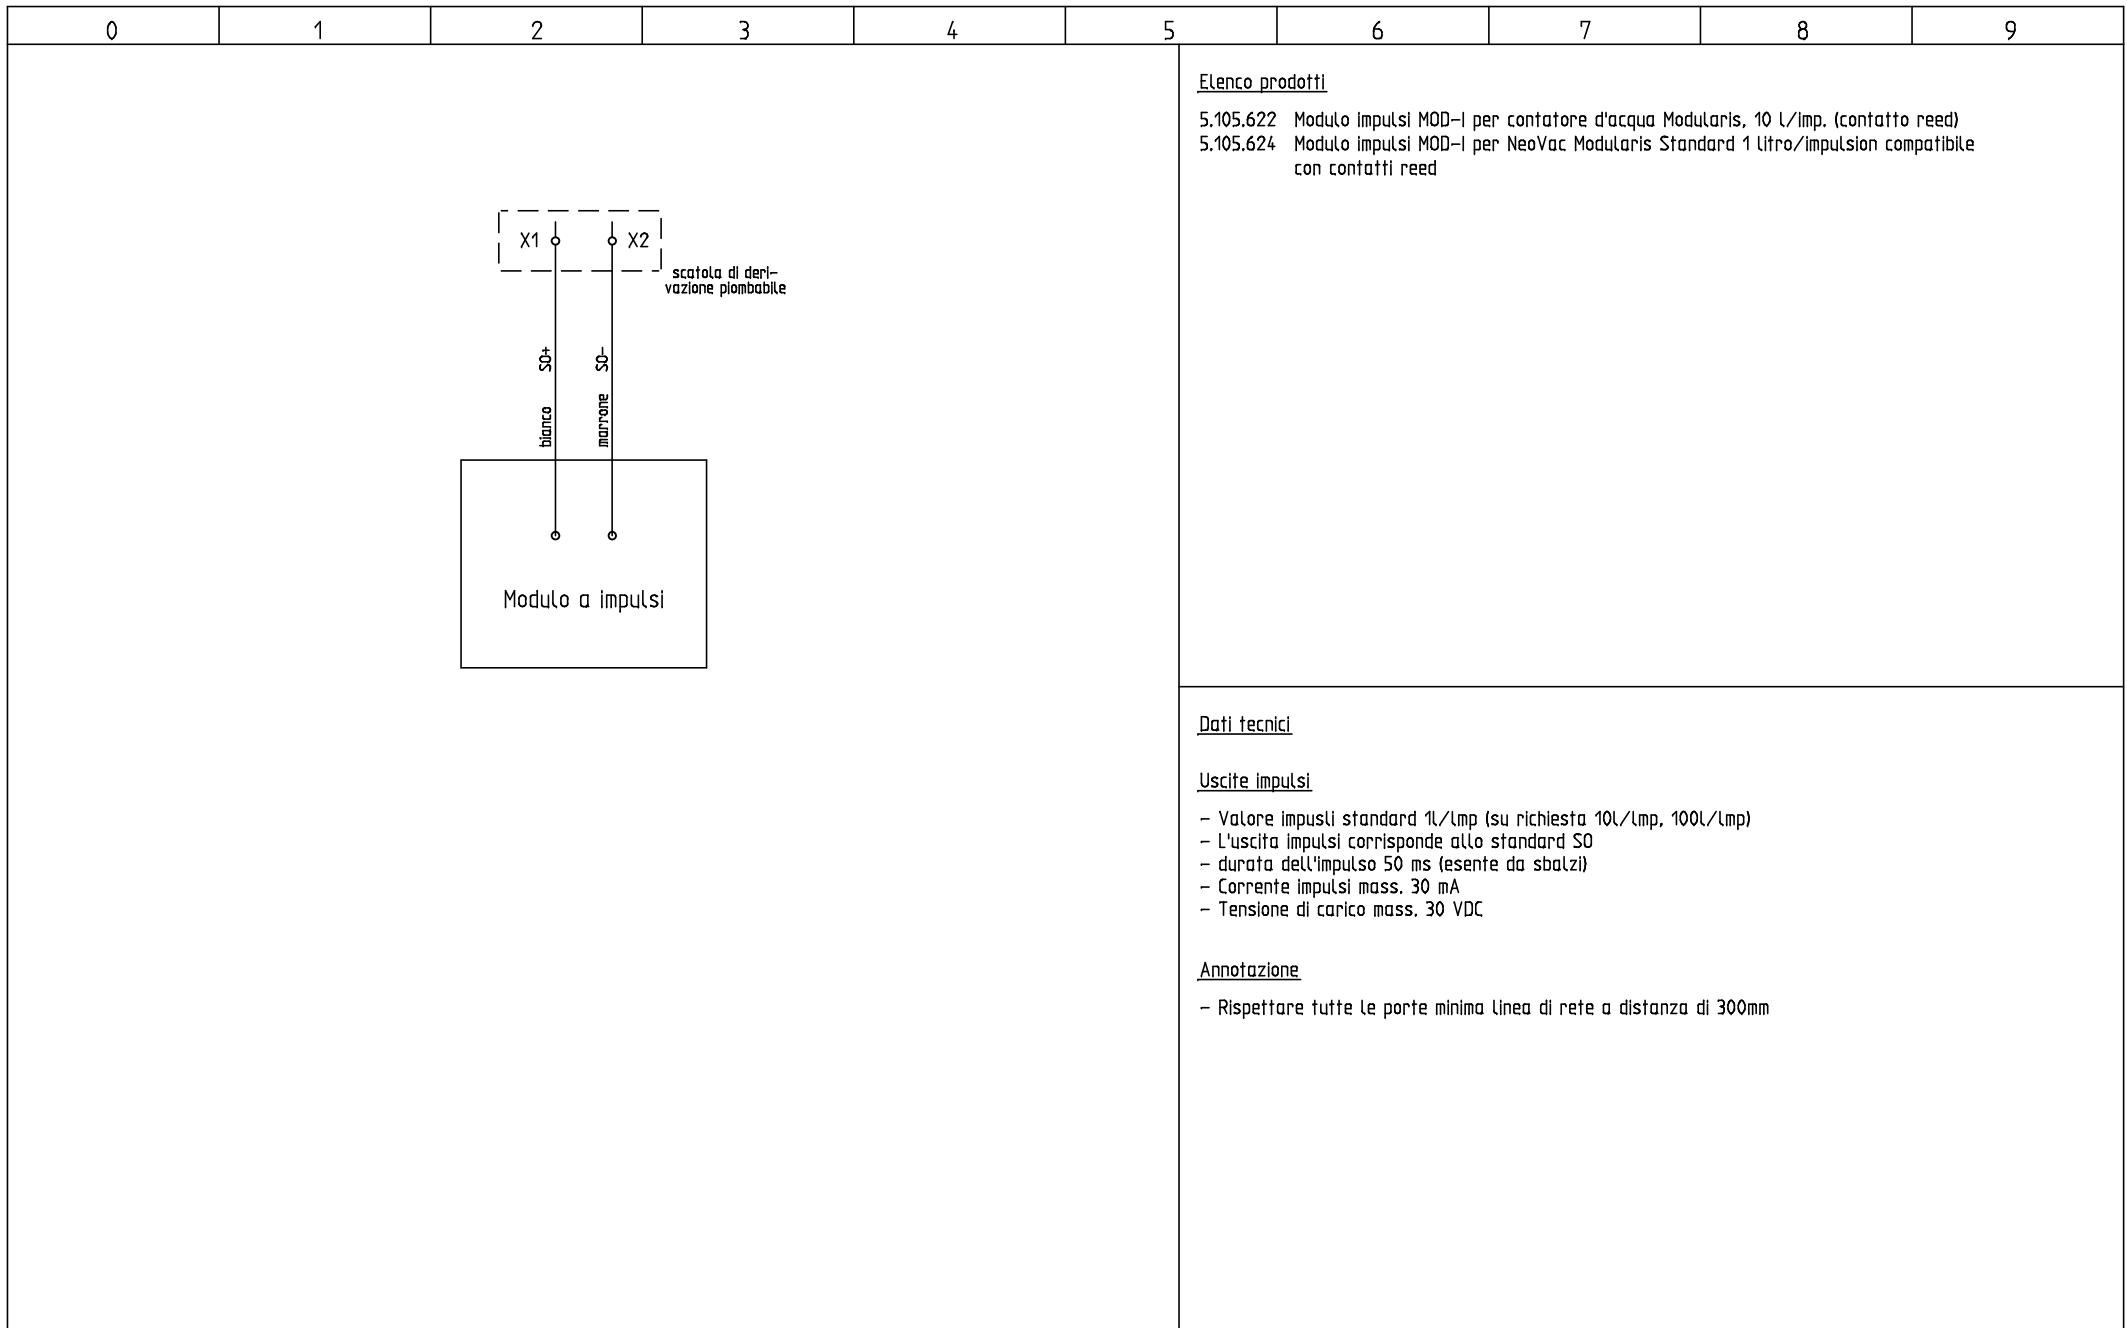 0 1 2 3 4 5 6 7 8 9
X1 X2
scatola di deri-
vazione piombabile
SO+
SO-
bianco
marrone
Modulo a impulsi
Elenco prodotti
5.105.622 Modulo impulsi MOD-I per contatore d'acqua Modularis, 10 l/imp. (contatto reed)
5.105.624 Modulo impulsi MOD-I per NeoVac Modularis Standard 1 litro/impulsion compatibile
con contatti reed
Dati tecnici
Uscite impulsi
- Valore impusli standard 1l/Imp (su richiesta 10l/Imp, 100l/Imp)
- L'uscita impulsi corrisponde allo standard SO
- durata dell'impulso 50 ms (esente da sbalzi)
- Corrente impulsi mass. 30 mA
- Tensione di carico mass. 30 VDC
Annotazione
- Rispettare tutte le porte minima linea di rete a distanza di 300mm